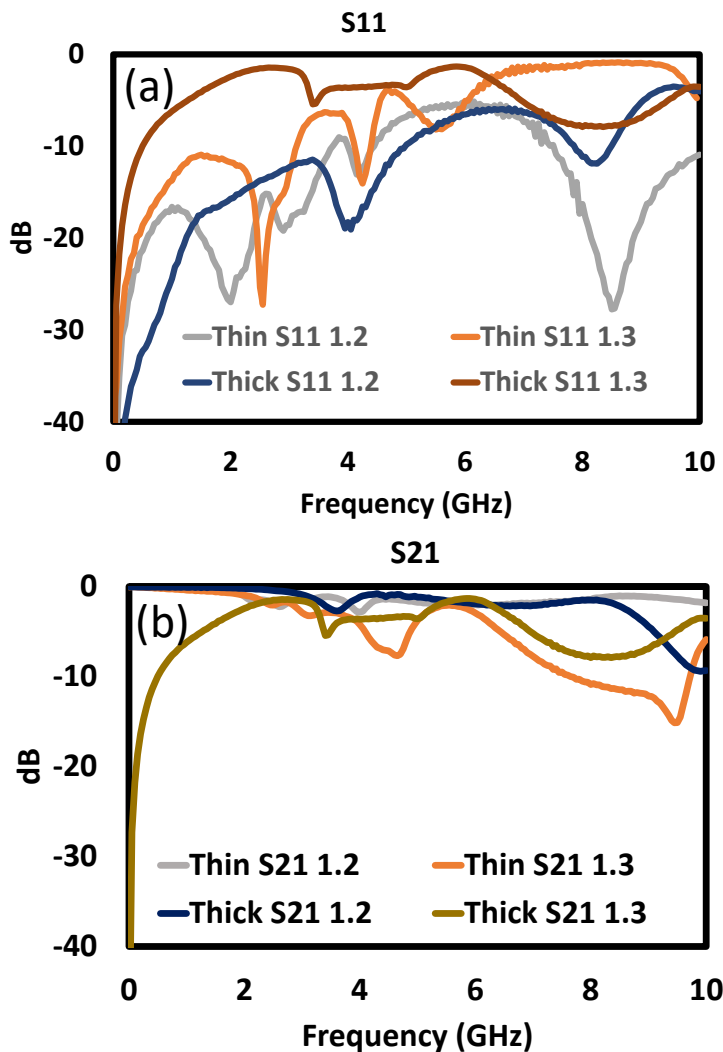 S11
(a)
0
-10
-20
-30
-40
dB
Thin S11 1.2 Thin S11 1.3
Thick S11 1.2 Thick S11 1.3
0 2 4 6 8 10
Frequency (GHz)
S21
(b)
0
-10
-20
-30
-40
dB
Thin S21 1.2 Thin S21 1.3
Thick S21 1.2 Thick S21 1.3
0 2 4 6 8 10
Frequency (GHz)